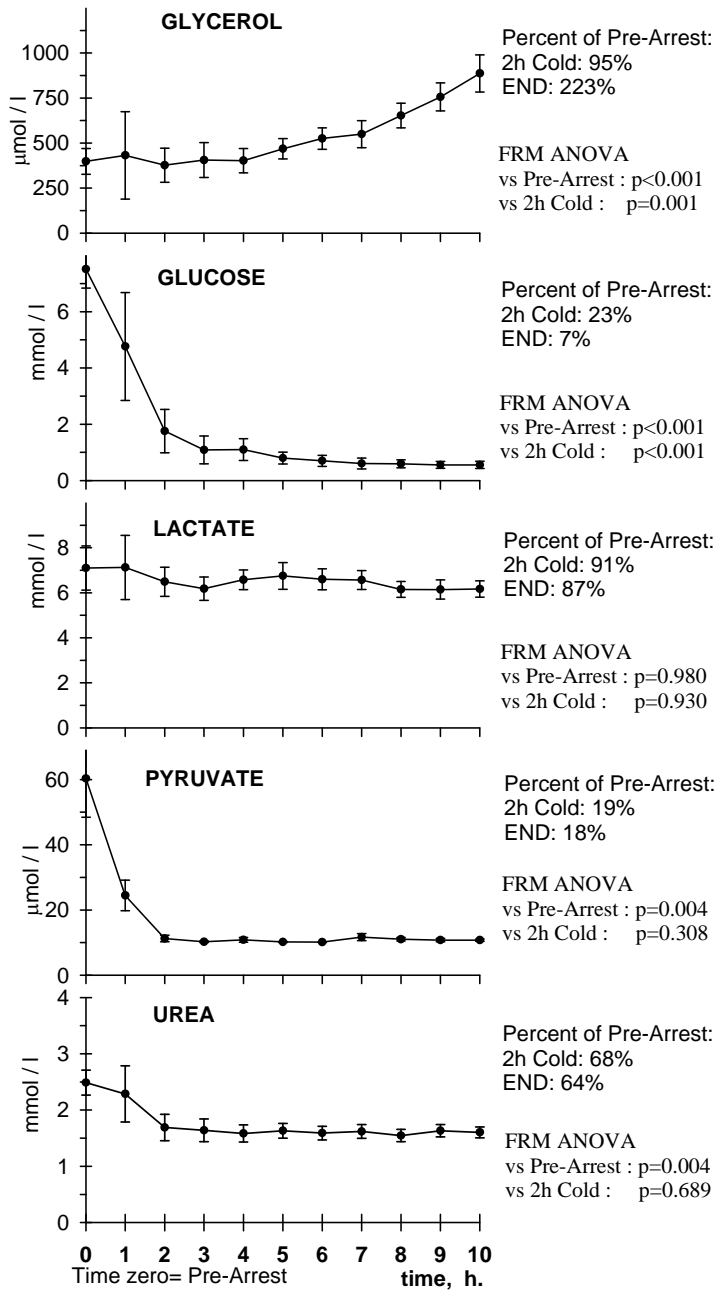 GLYCEROL
1000
750
500
250
0
μmol / l
Percent of Pre-Arrest:
2h Cold: 95%
END: 223%
FRM ANOVA
vs Pre-Arrest : p<0.001
vs 2h Cold : p=0.001
GLUCOSE
6
4
2
0
mmol / l
Percent of Pre-Arrest:
2h Cold: 23%
END: 7%
FRM ANOVA
vs Pre-Arrest : p<0.001
vs 2h Cold : p<0.001
LACTATE
8
6
4
2
0
mmol / l
Percent of Pre-Arrest:
2h Cold: 91%
END: 87%
FRM ANOVA
vs Pre-Arrest : p=0.980
vs 2h Cold : p=0.930
PYRUVATE
60
40
20
0
μmol / l
Percent of Pre-Arrest:
2h Cold: 19%
END: 18%
FRM ANOVA
vs Pre-Arrest : p=0.004
vs 2h Cold : p=0.308
UREA
4
3
2
1
0
mmol / l
Percent of Pre-Arrest:
2h Cold: 68%
END: 64%
FRM ANOVA
vs Pre-Arrest : p=0.004
vs 2h Cold : p=0.689
0 1 2 3 4 5 6 7 8 9 10
Time zero= Pre-Arrest time, h.